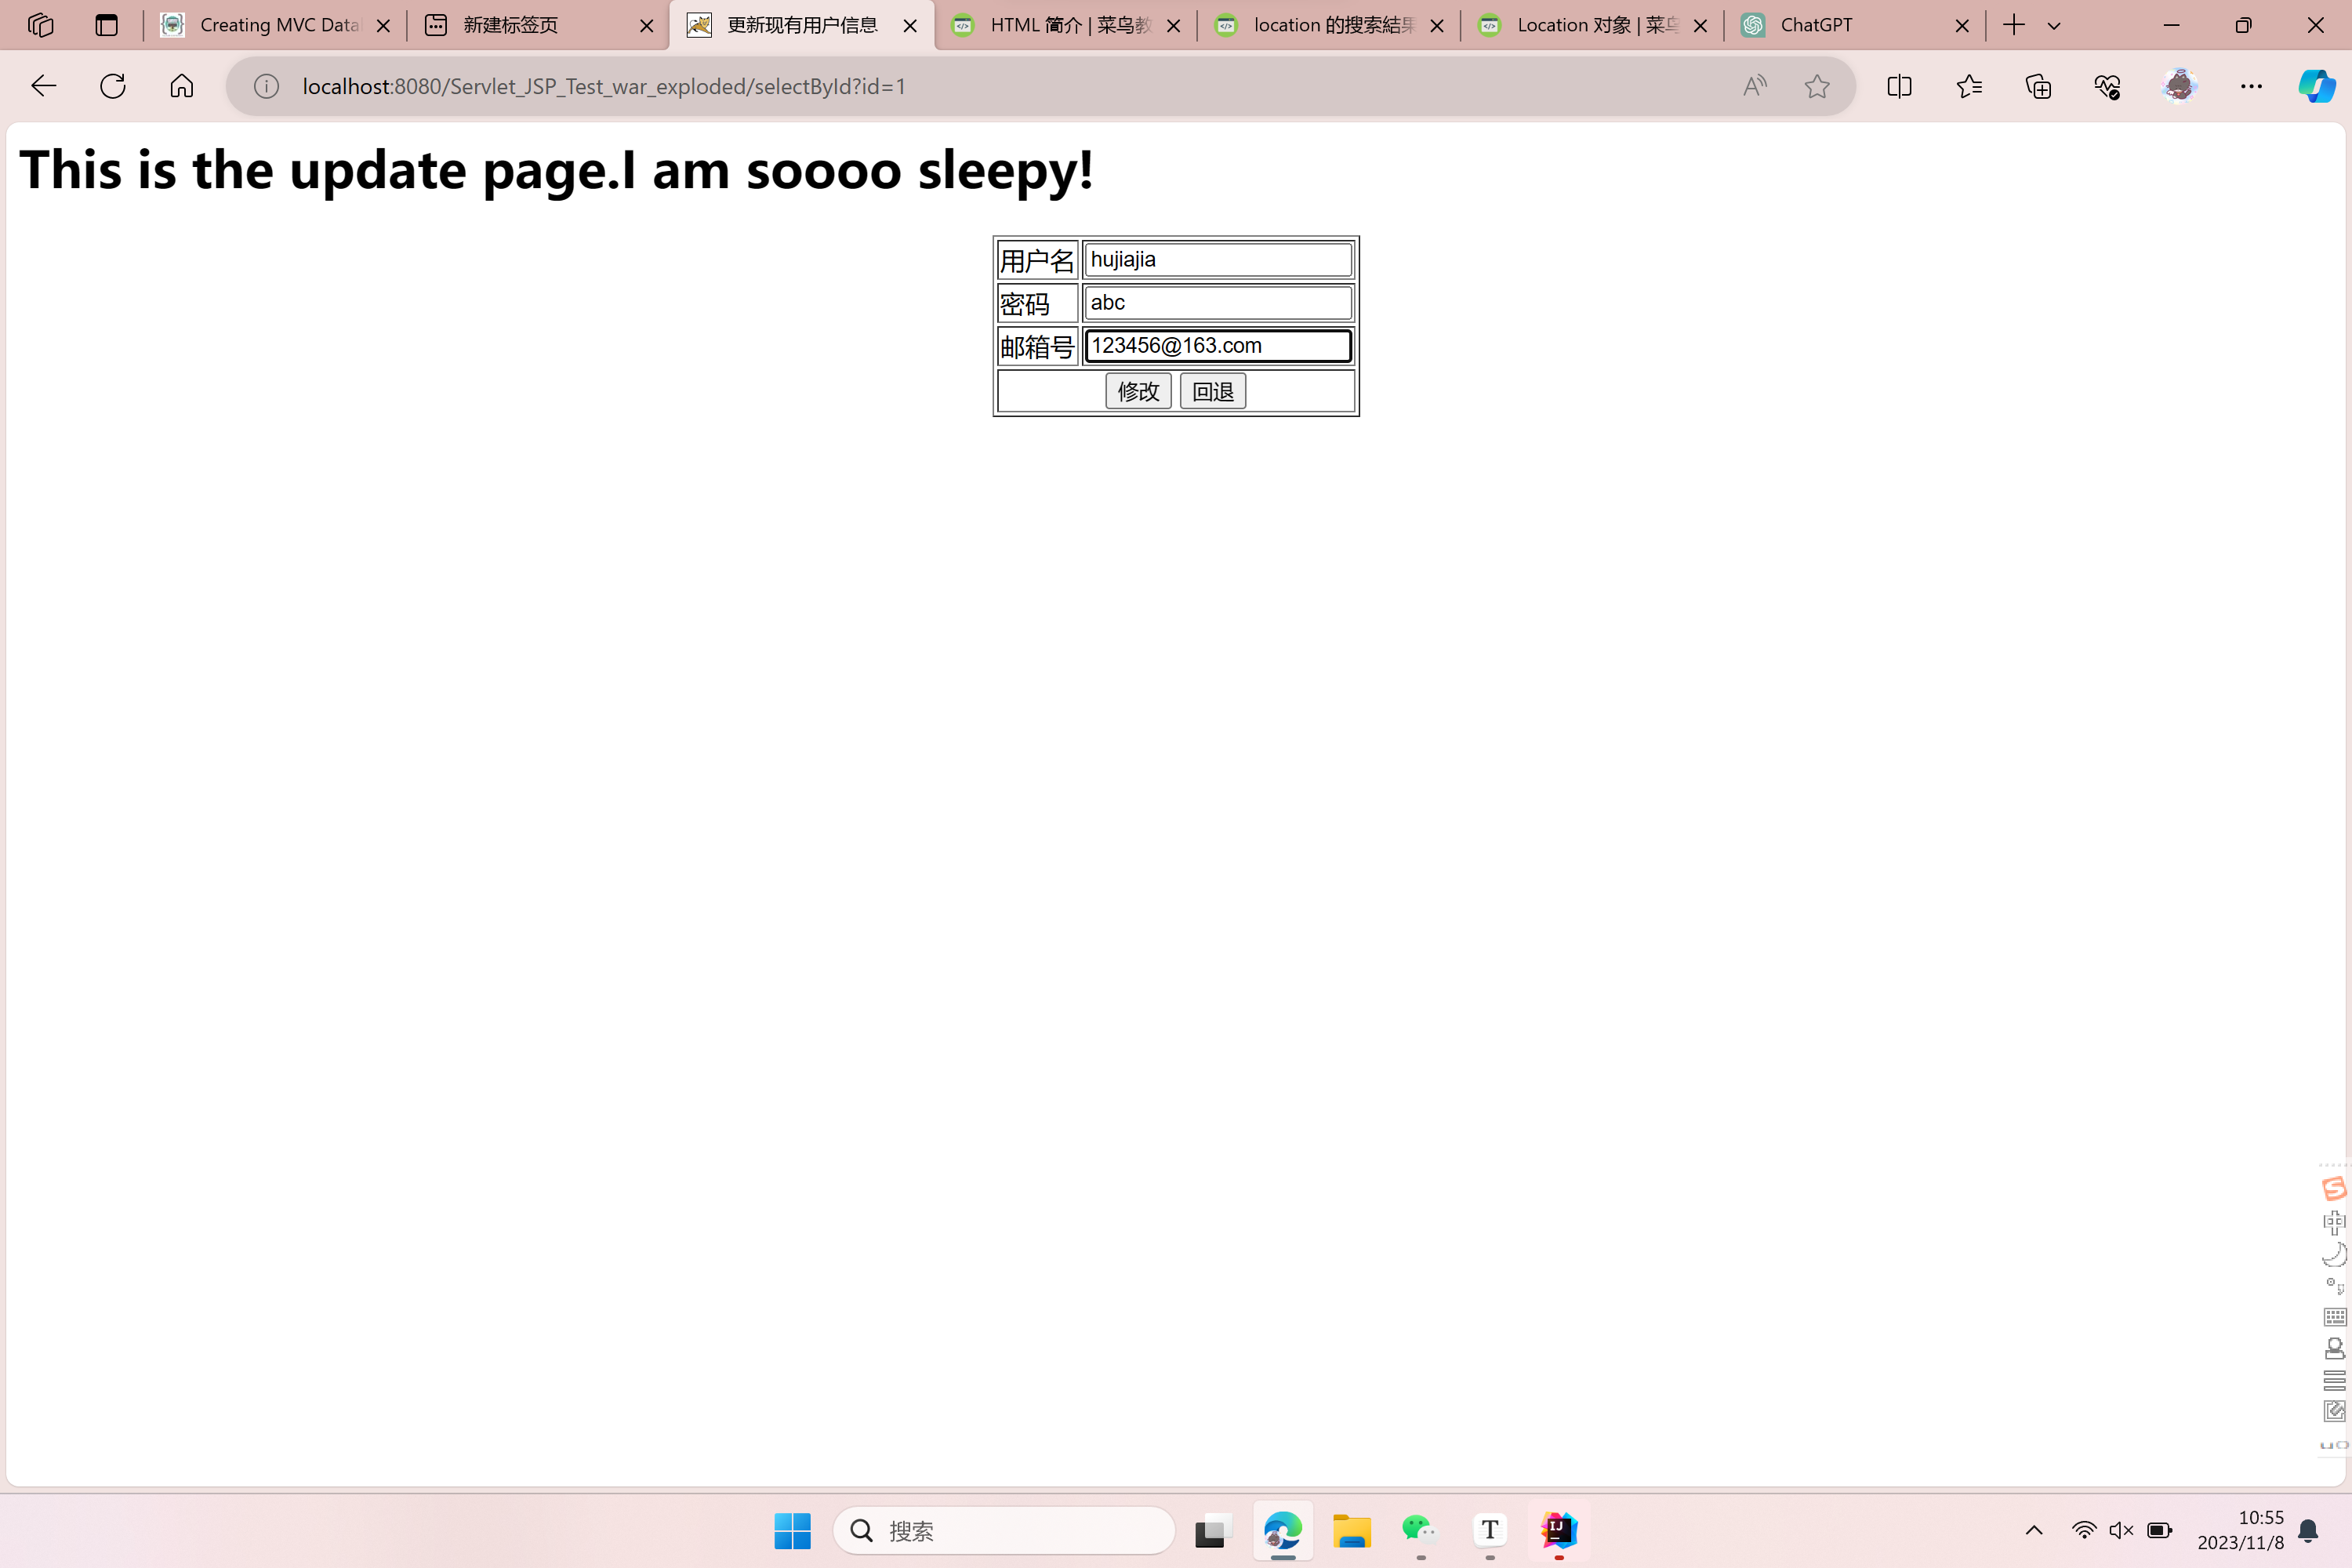 Creating MVC Data
新建标签页
更新现有用户信息
HTML 简介 | 菜鸟教
location 的搜索結果
Location 对象 | 菜鸟
ChatGPT
localhost:8080/Servlet_JSP_Test_war_exploded/selectById?id=1
This is the update page.I am soooo sleepy!
用户名 hujiajia
密码 abc
邮箱号 123456@163.com
修改 回退
中
搜索
10:55
2023/11/8